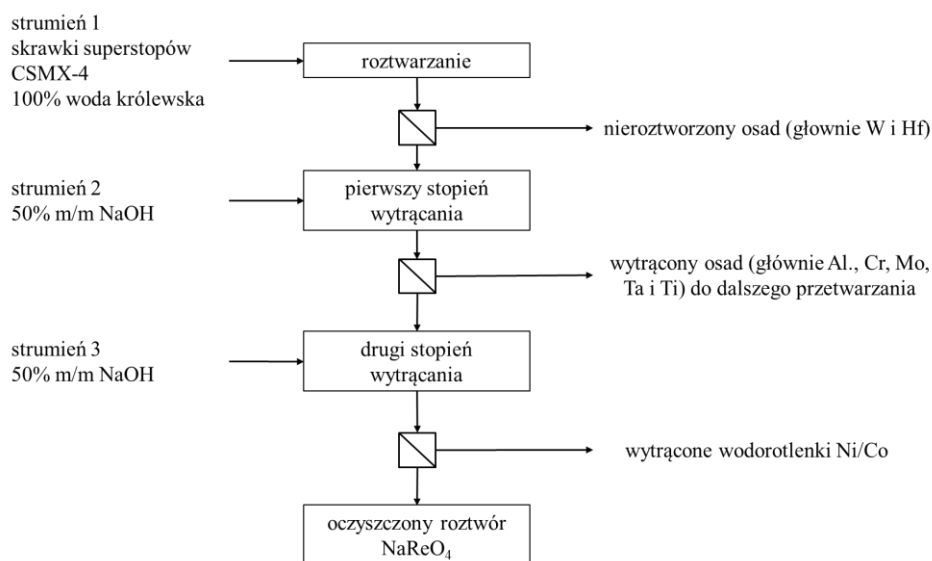 strumień 1
skrawki superstopów
CSMX-4
100% woda królewska
roztwarzanie
nieroztworzony osad (głownie W i Hf)
strumień 2
50% m/m NaOH
pierwszy stopień
wytrącania
wytrącony osad (głównie Al., Cr, Mo,
Ta i Ti) do dalszego przetwarzania
strumień 3
50% m/m NaOH
drugi stopień
wytrącania
wytrącone wodorotlenki Ni/Co
oczyszczony roztwór
NaReO₄